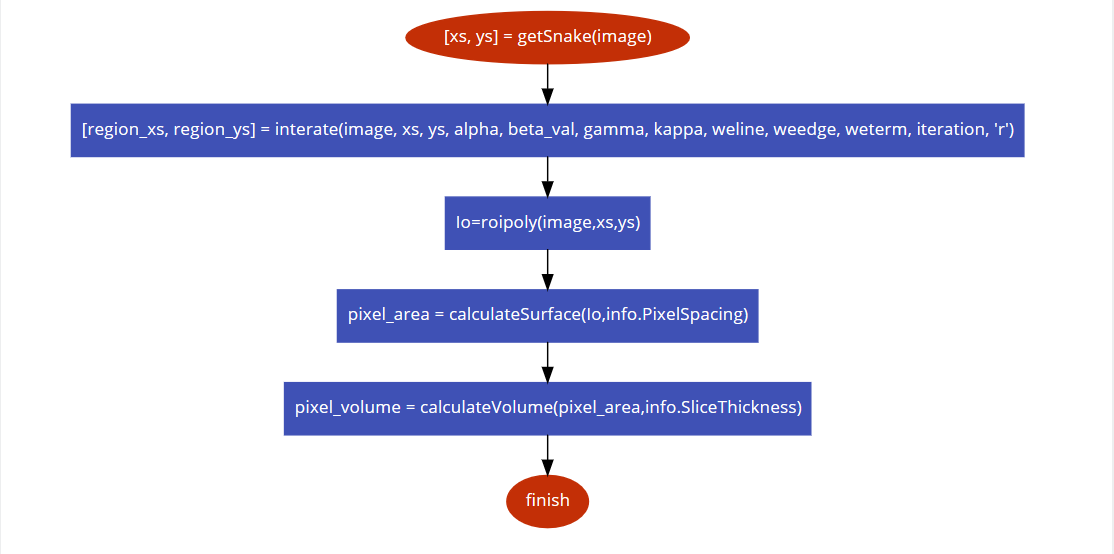 [xs, ys] = getSnake(image)
[region_xs, region_ys] = interate(image, xs, ys, alpha, beta_val, gamma, kappa, weline, weedge, weterm, iteration, 'r')
Io=roipoly(image,xs,ys)
pixel_area = calculateSurface(Io,info.PixelSpacing)
pixel_volume = calculateVolume(pixel_area,info.SliceThickness)
finish